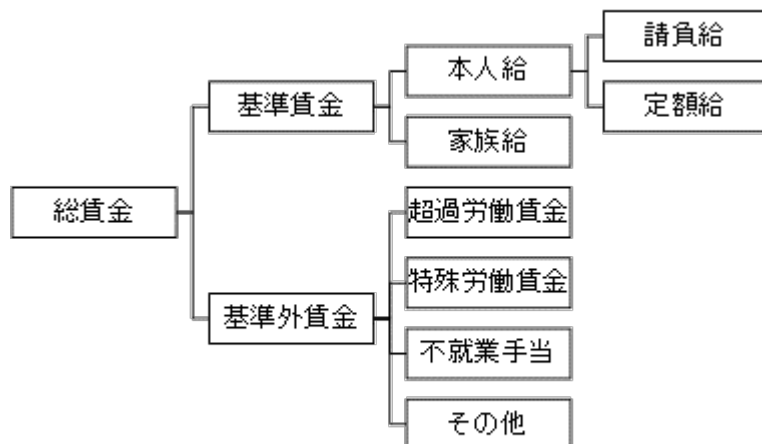 総賃金
基準賃金
本人給
請負給
定額給
家族給
基準外賃金
超過労働賃金
特殊労働賃金
不就業手当
その他